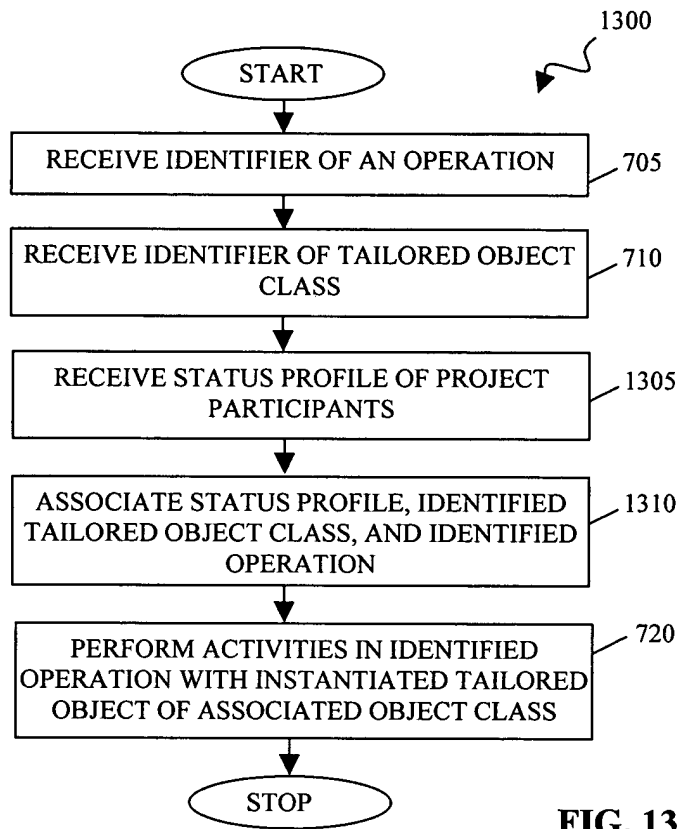 1300
START
RECEIVE IDENTIFIER OF AN OPERATION
705
RECEIVE IDENTIFIER OF TAILORED OBJECT
CLASS
710
RECEIVE STATUS PROFILE OF PROJECT
PARTICIPANTS
1305
ASSOCIATE STATUS PROFILE, IDENTIFIED
TAILORED OBJECT CLASS, AND IDENTIFIED
OPERATION
1310
PERFORM ACTIVITIES IN IDENTIFIED
OPERATION WITH INSTANTIATED TAILORED
OBJECT OF ASSOCIATED OBJECT CLASS
720
STOP
FIG. 13